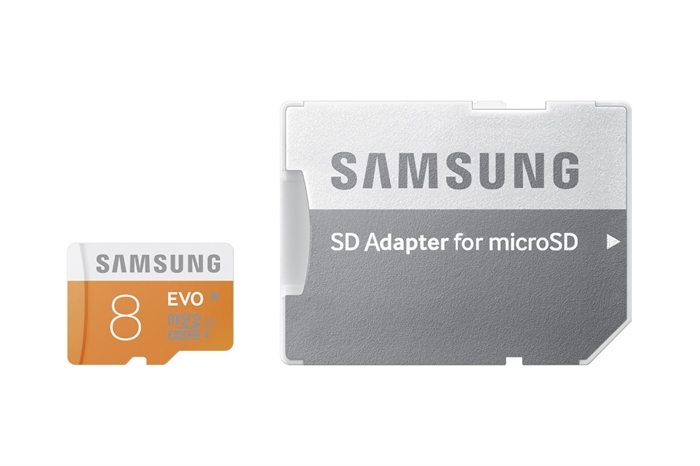 SAMSUNG
8
EVO
SAMSUNG
SD Adapter for microSD